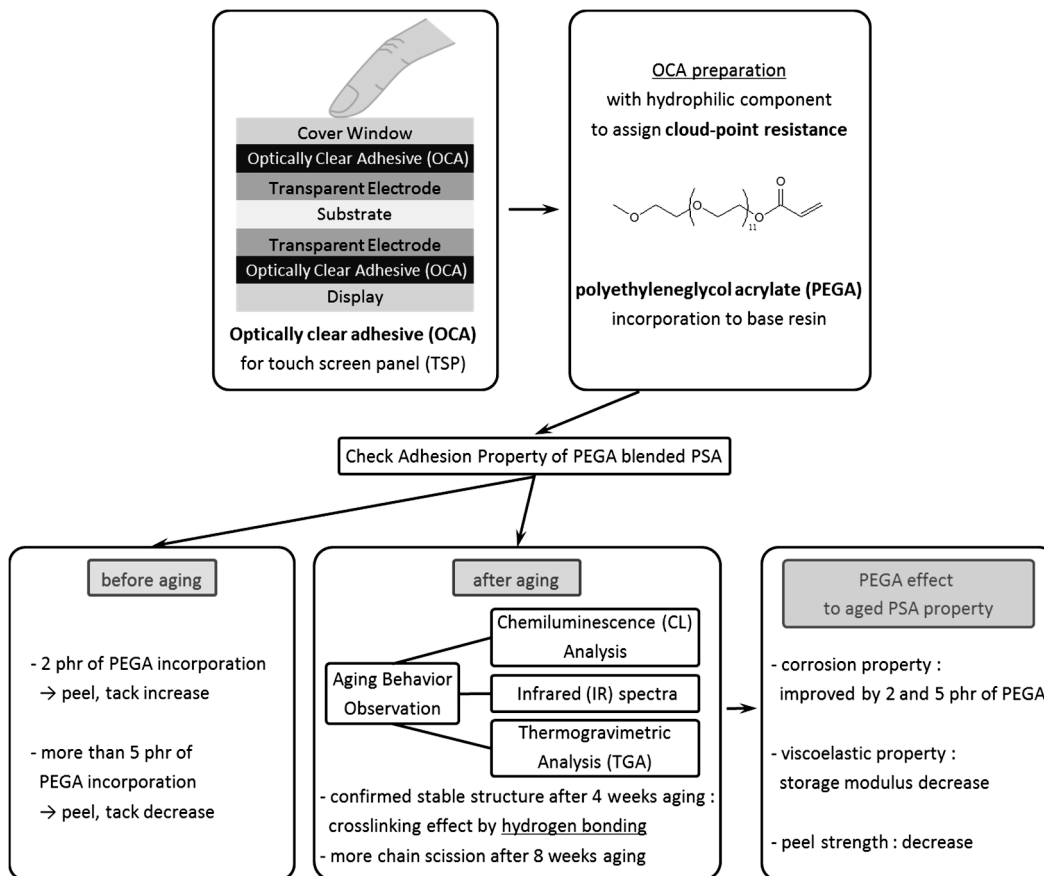 Cover Window
Optically Clear Adhesive (OCA)
Transparent Electrode
Substrate
Transparent Electrode
Optically Clear Adhesive (OCA)
Display
Optically clear adhesive (OCA)
for touch screen panel (TSP)
OCA preparation
with hydrophilic component
to assign cloud-point resistance
O
O
O
O
11
polyethyleneglycol acrylate (PEGA)
incorporation to base resin
Check Adhesion Property of PEGA blended PSA
before aging
- 2 phr of PEGA incorporation
→ peel, tack increase
- more than 5 phr of
PEGA incorporation
→ peel, tack decrease
after aging
Aging Behavior
Observation
Chemiluminescence (CL)
Analysis
Infrared (IR) spectra
Thermogravimetric
Analysis (TGA)
- confirmed stable structure after 4 weeks aging :
crosslinking effect by hydrogen bonding
- more chain scission after 8 weeks aging
PEGA effect
to aged PSA property
- corrosion property :
improved by 2 and 5 phr of PEGA
- viscoelastic property :
storage modulus decrease
- peel strength : decrease